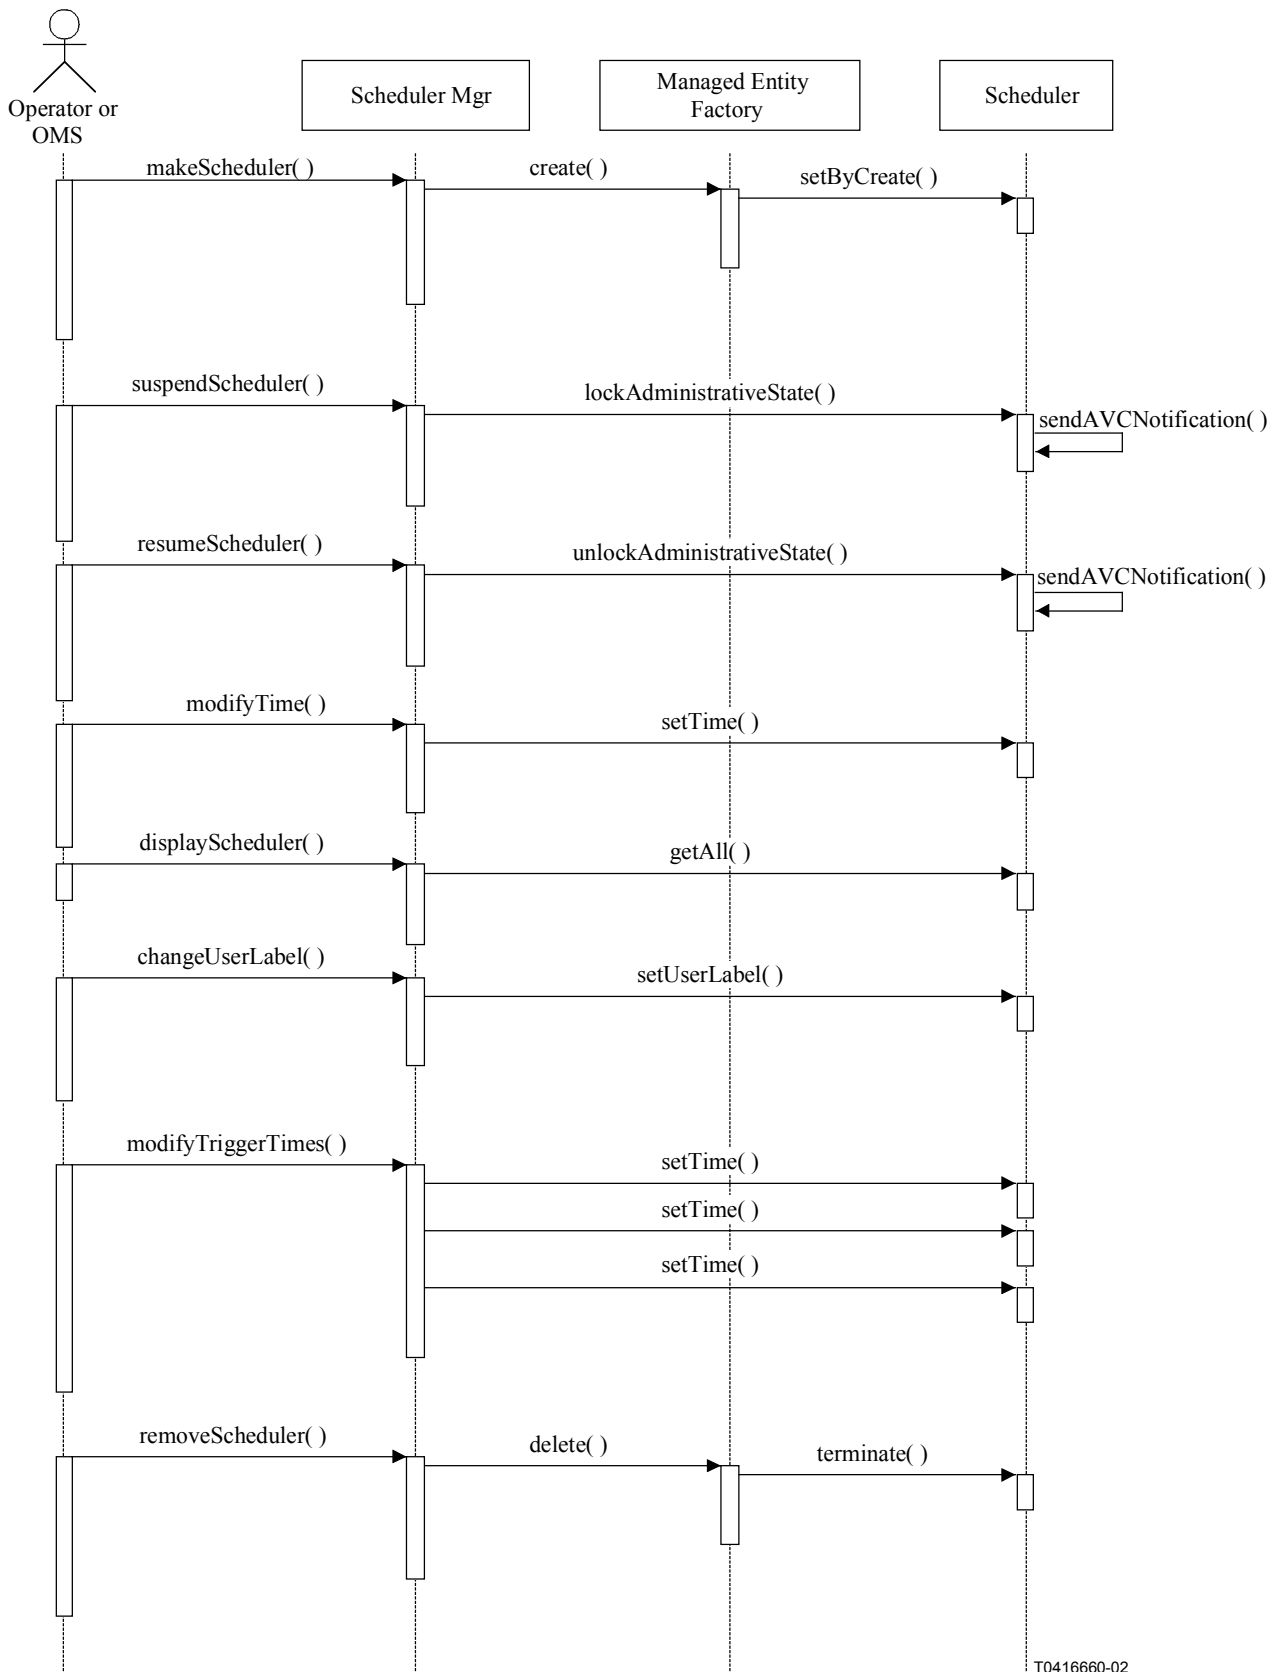 Operator or
OMS
Scheduler Mgr
Managed Entity
Factory
Scheduler
makeScheduler( )
create( )
setByCreate( )
suspendScheduler( )
lockAdministrativeState( )
sendAVCNotification( )
resumeScheduler( )
unlockAdministrativeState( )
sendAVCNotification( )
modifyTime( )
setTime( )
displayScheduler( )
getAll( )
changeUserLabel( )
setUserLabel( )
modifyTriggerTimes( )
setTime( )
setTime( )
setTime( )
removeScheduler( )
delete( )
terminate( )
T0416660-02